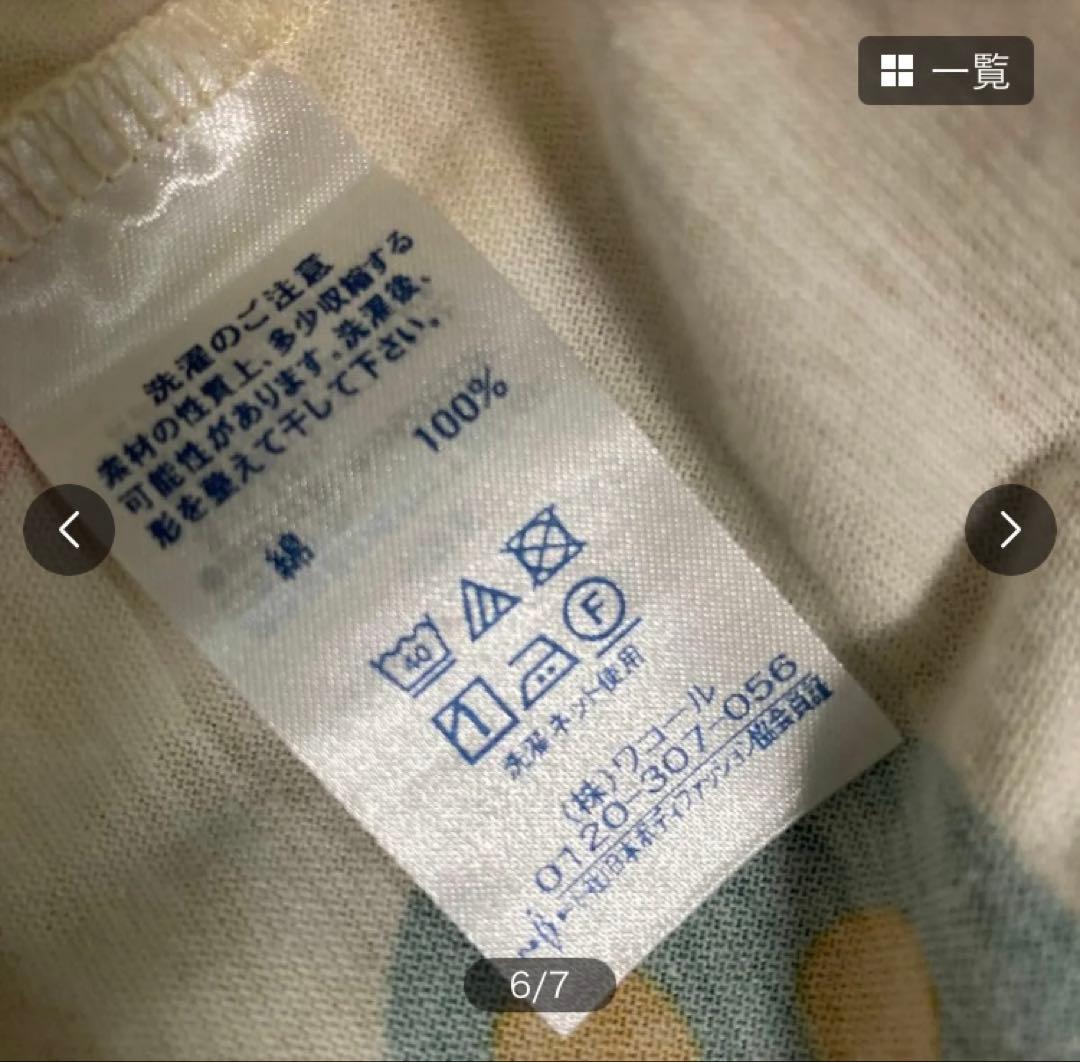 一覧
洗濯のご注意
素材の性質上、多少収縮する
可能性があります。洗濯後、
形を整えて干して下さい。
綿 100%
40
F
洗濯ネット使用
(株)ワコール
0120-307-056
(社)日本ボディファッション協会員証
6/7